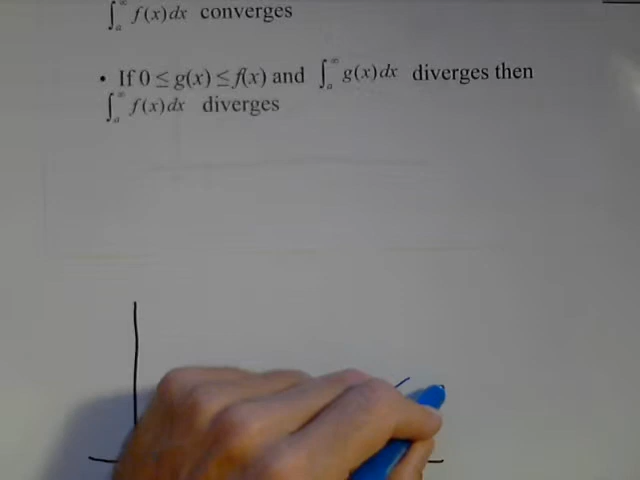 ∫ₐ^∞ f(x)dx converges
• If 0 ≤ g(x) ≤ f(x) and ∫ₐ^∞ g(x)dx diverges then
∫ₐ^∞ f(x)dx diverges